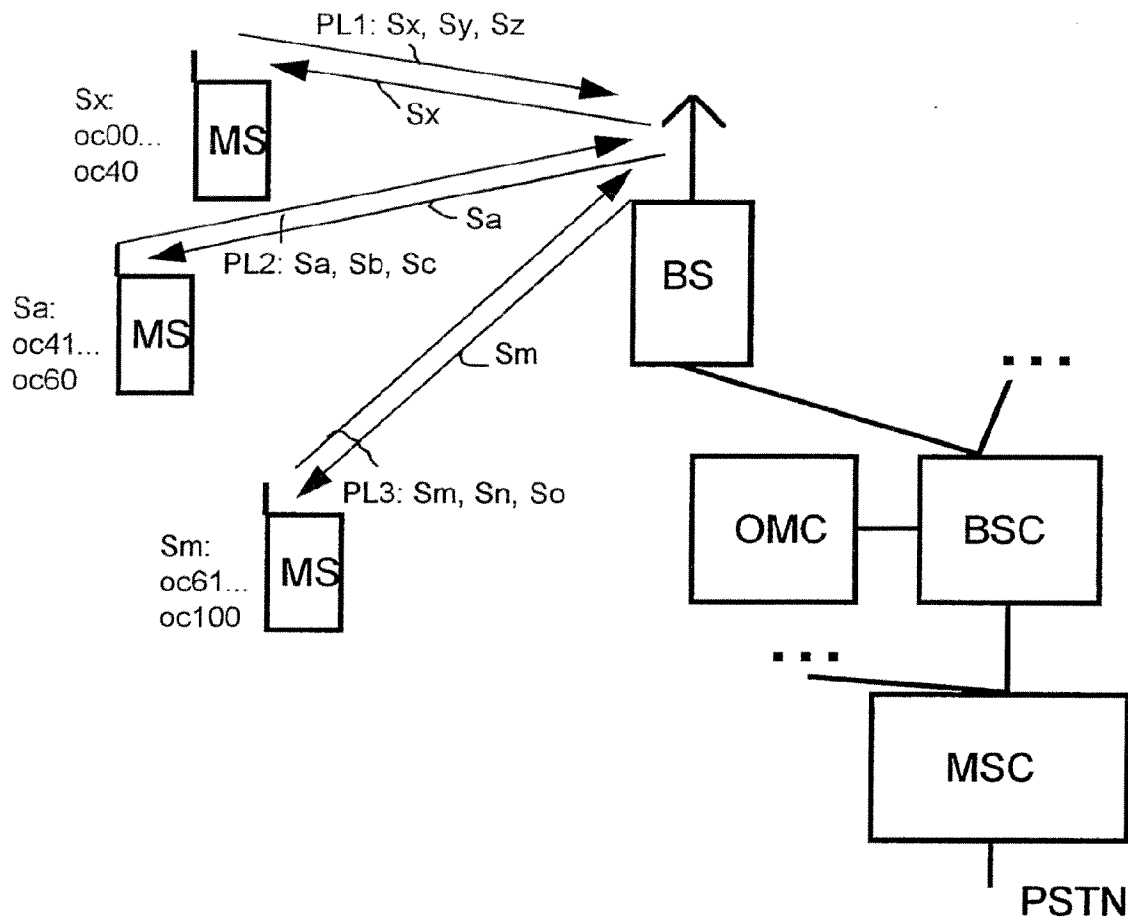 PL1: Sx, Sy, Sz
Sx
Sx:
oc00...
oc40
MS
Sa
PL2: Sa, Sb, Sc
BS
Sa:
oc41...
oc60
MS
Sm
...
PL3: Sm, Sn, So
OMC
BSC
Sm:
oc61...
oc100
MS
...
MSC
PSTN